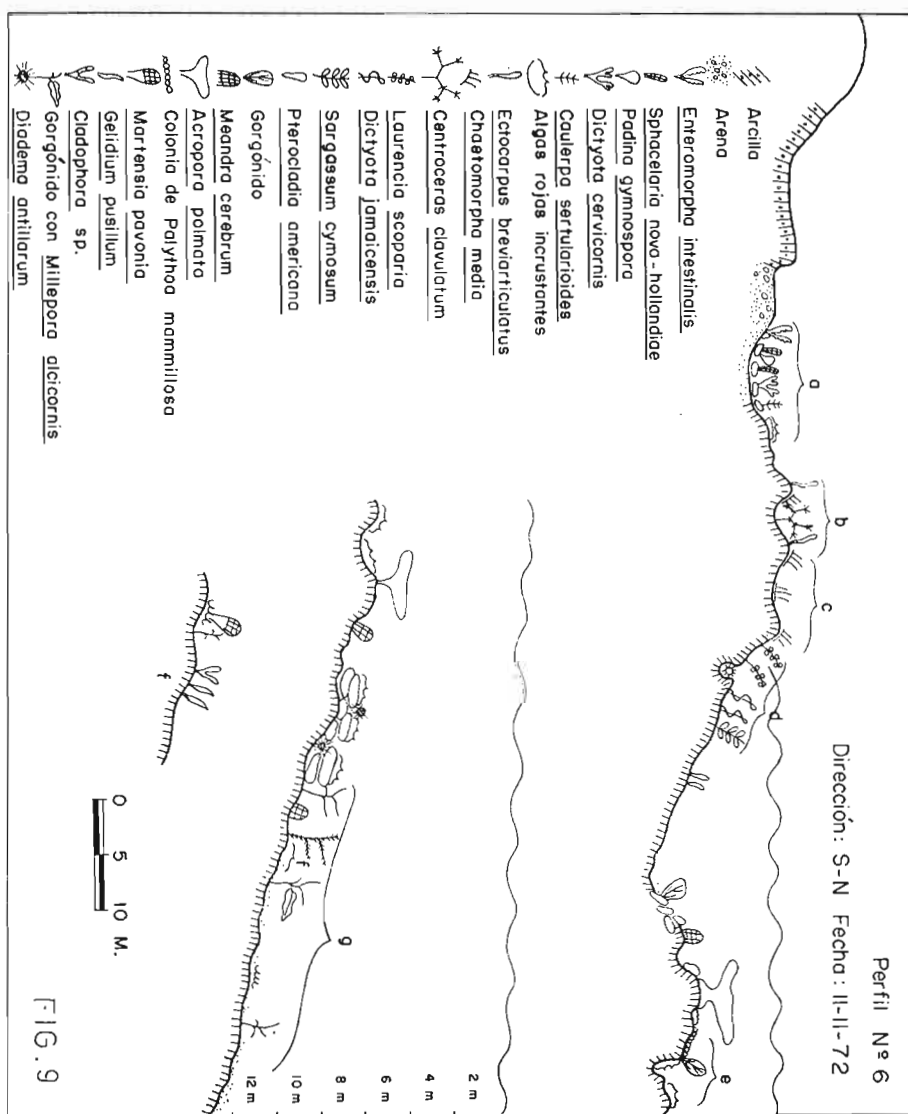 Perfil Nº 6
Dirección: S-N Fecha: 11-11-72
a
b
c
d
e
f
f
g
2 m
4 m
6 m
8 m
10 m
12 m
0 5 10 M.
Arcilla
Arena
Enteromorpha intestinalis
Sphacelaria nova-hollandiae
Padina gymnospora
Dictyota cervicornis
Caulerpa sertularioides
Algas rojas incrustantes
Ectocarpus breviarticulatus
Chaetomorpha media
Centroceras clavulatum
Laurencia scoparia
Dictyota jamaicensis
Sargassum cymosum
Pterocladia americana
Gorgónido
Meandra cerebrum
Acropora polmata
Colonia de Palythoa mammillosa
Martensia pavonia
Gelidium pusillum
Cladophora sp.
Gorgónido con Millepora alcicornis
Diadema antillarum
FIG. 9